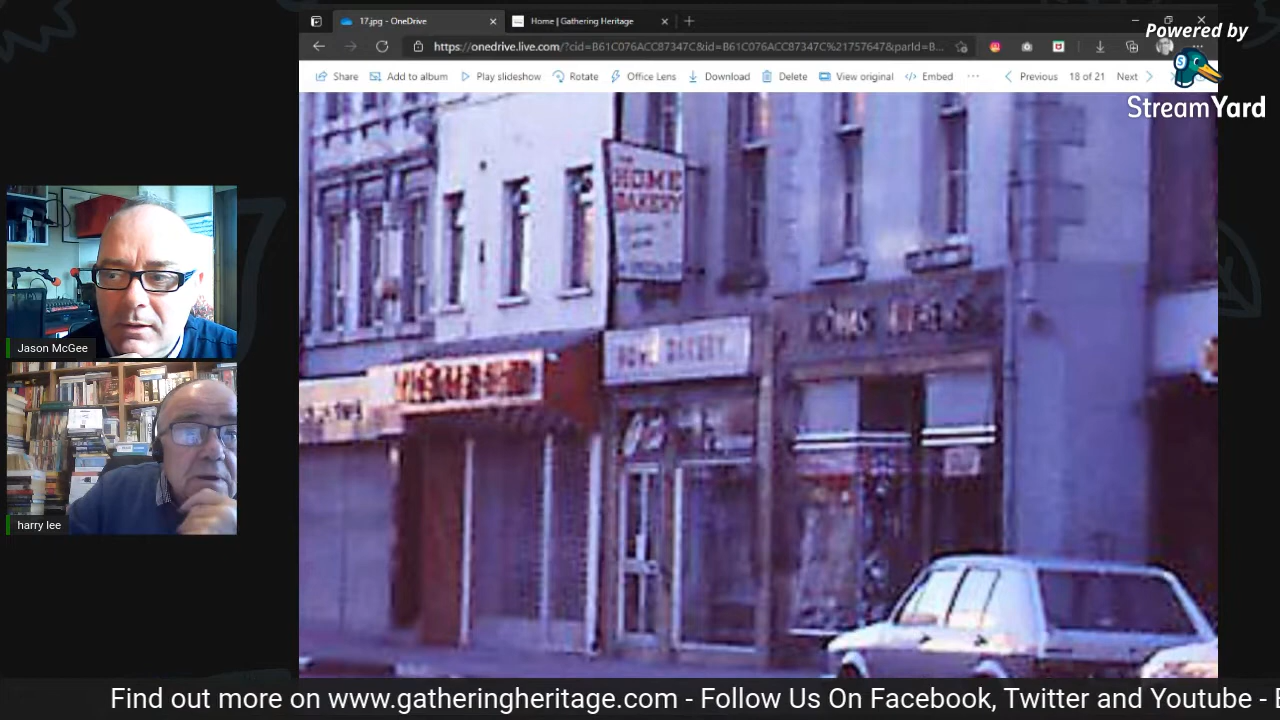 17.jpg - OneDrive
Home | Gathering Heritage
https://onedrive.live.com/?cid=B61C076ACC87347C&id=B61C076ACC87347C%21757647&parId=B...
Share
Add to album
Play slideshow
Rotate
Office Lens
Download
Delete
View original
Embed
Previous
18 of 21
Next
Powered by
StreamYard
HOME
BAKERY
HOME BAKERY
Jason McGee
harry lee
Find out more on www.gatheringheritage.com - Follow Us On Facebook, Twitter and Youtube -